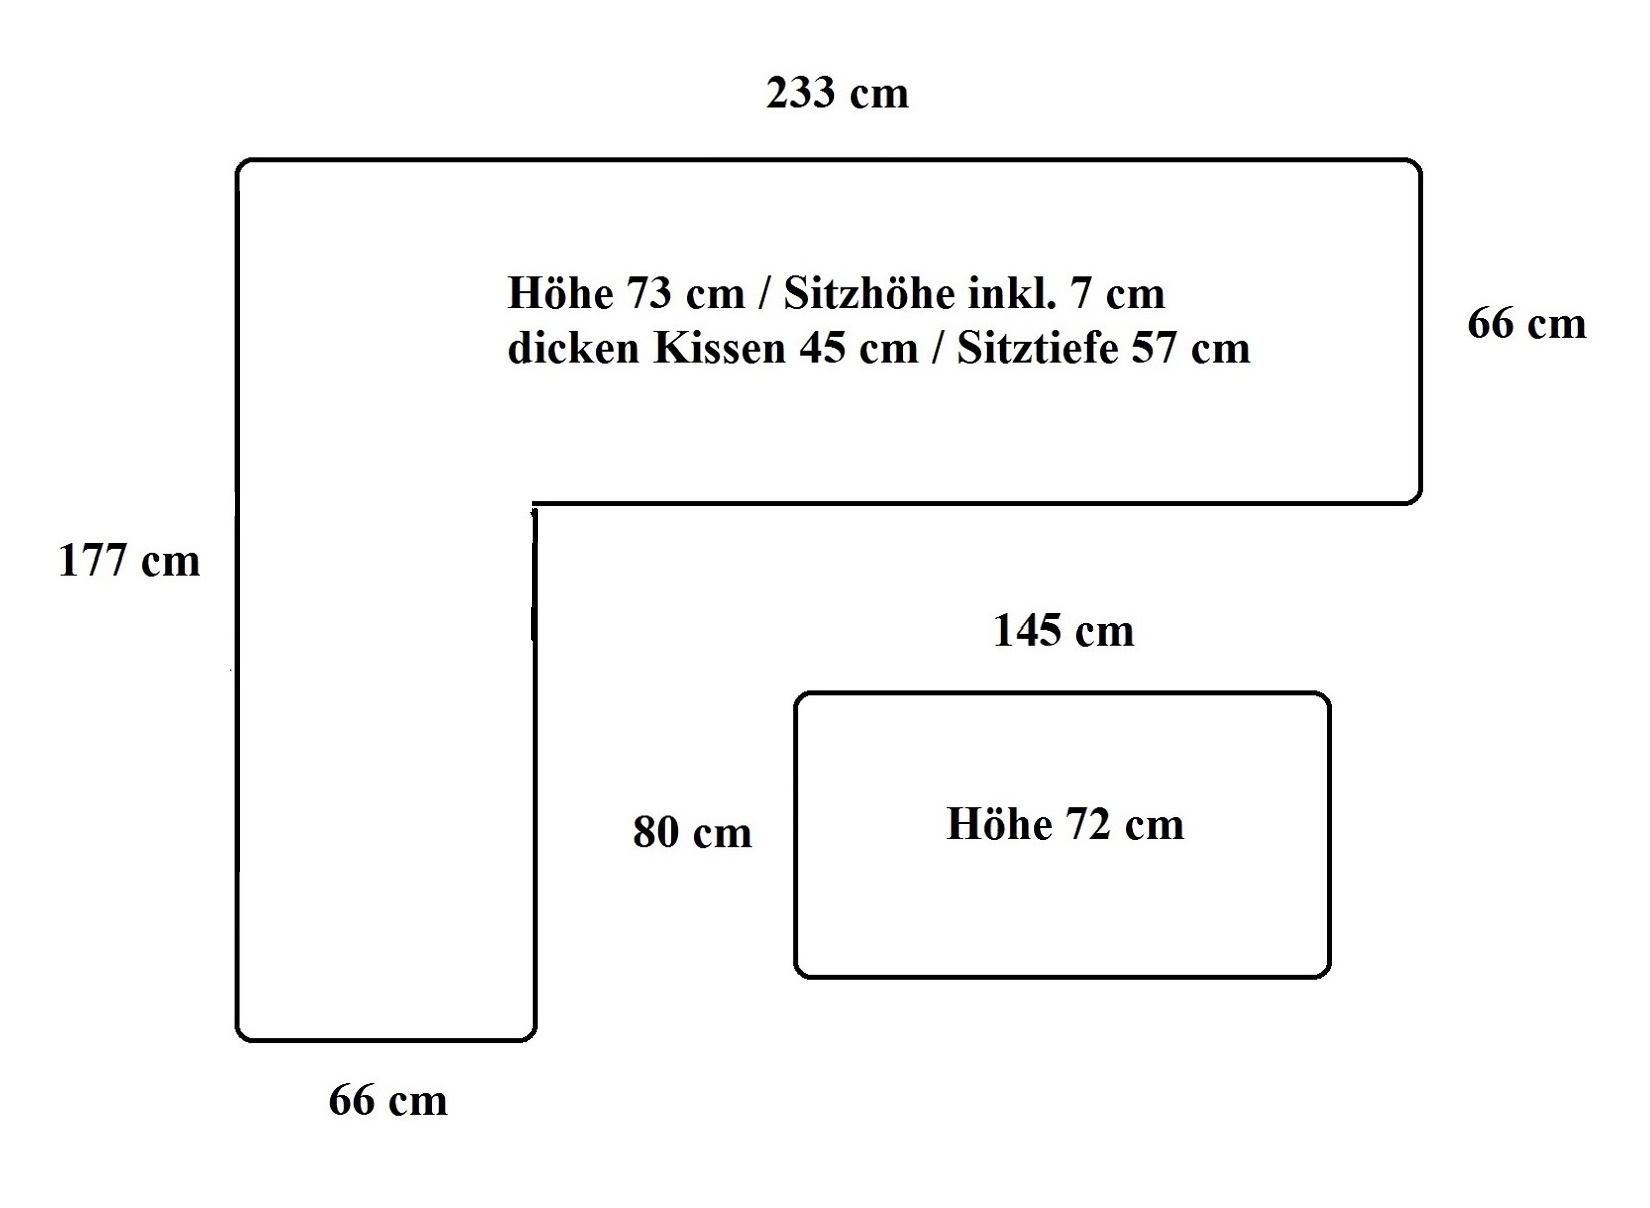 233 cm
Höhe 73 cm / Sitzhöhe inkl. 7 cm
dicken Kissen 45 cm / Sitztiefe 57 cm
66 cm
177 cm
145 cm
80 cm
Höhe 72 cm
66 cm